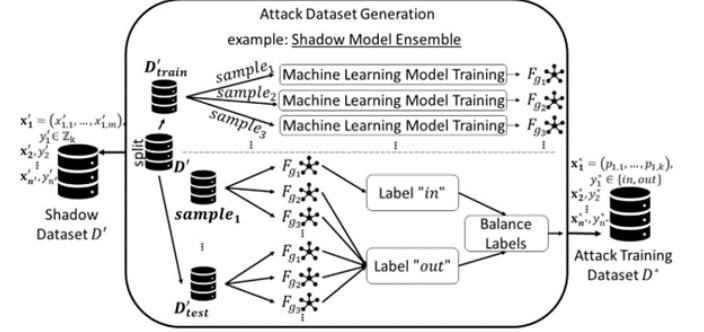 Attack Dataset Generation
example: Shadow Model Ensemble
D'train
sample1
sample2
sample3
Machine Learning Model Training
Machine Learning Model Training
Machine Learning Model Training
Fg1
Fg2
Fg3
⋮ ⋮ ⋮
x'1 = (x'1,1, ..., x'1,m),
y'1 ∈ ℤk
x'2, y'2
⋮
x'n', y'n'
Shadow
Dataset D'
split
D'
sample1
⋮
D'test
Fg1
Fg2
Fg3
⋮
Fg1
Fg2
Fg3
⋮
Label "in"
Label "out"
Balance
Labels
x*1 = (p1,1, ..., p1,k),
y*1 ∈ {in, out}
x*2, y*2
⋮
x*n*, y*n*
Attack Training
Dataset D*